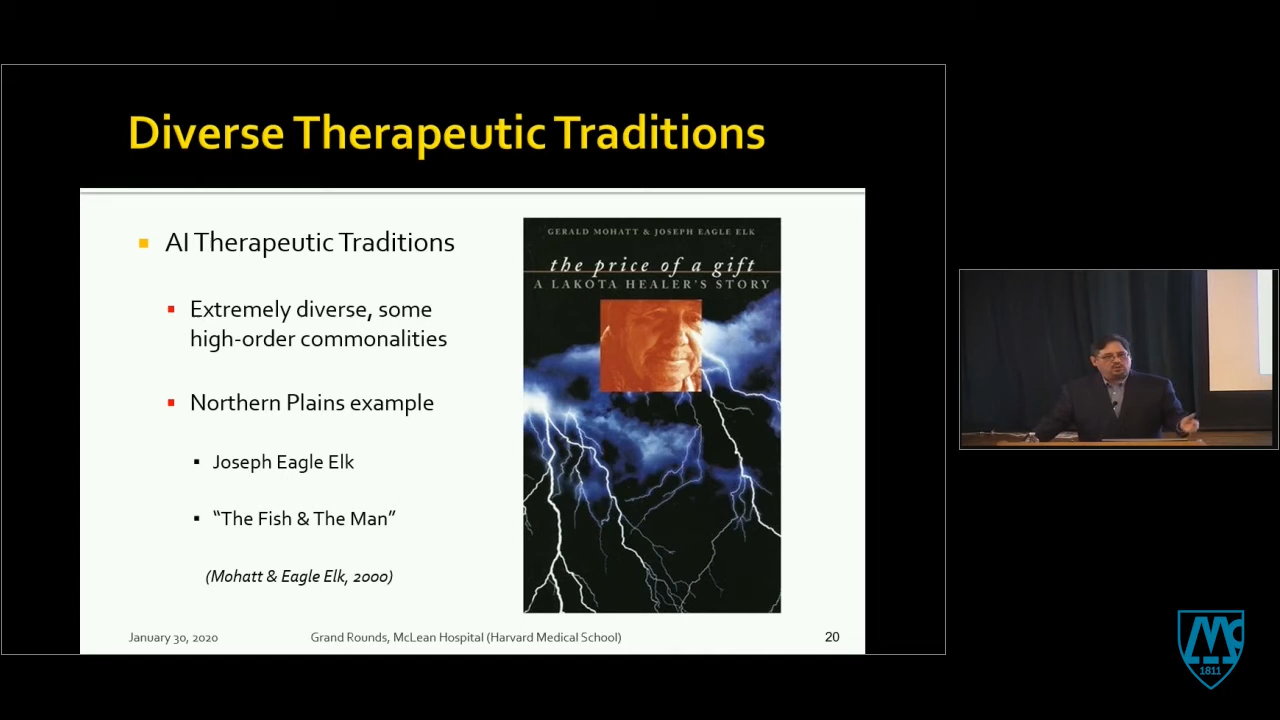 Diverse Therapeutic Traditions
AI Therapeutic Traditions
Extremely diverse, some
high-order commonalities
Northern Plains example
Joseph Eagle Elk
“The Fish & The Man”
(Mohatt & Eagle Elk, 2000)
GERALD MOHATT & JOSEPH EAGLE ELK
the price of a gift
A LAKOTA HEALER'S STORY
January 30, 2020
Grand Rounds, McLean Hospital (Harvard Medical School)
20
Mc
1811